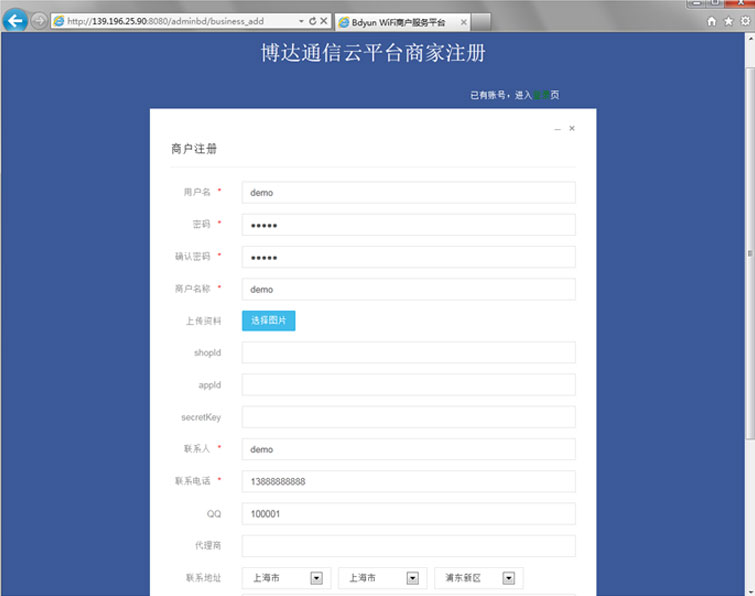 http://139.196.25.90:8080/adminbd/business_add
Bdyun WiFi商户服务平台
博达通信云平台商家注册
已有账号，进入登录页
商户注册
用户名 * demo
密码 * ●●●●●
确认密码 * ●●●●●
商户名称 * demo
上传资料 选择图片
shopId
appId
secretKey
联系人 * demo
联系电话 * 13888888888
QQ 100001
代理商
联系地址 上海市 上海市 浦东新区